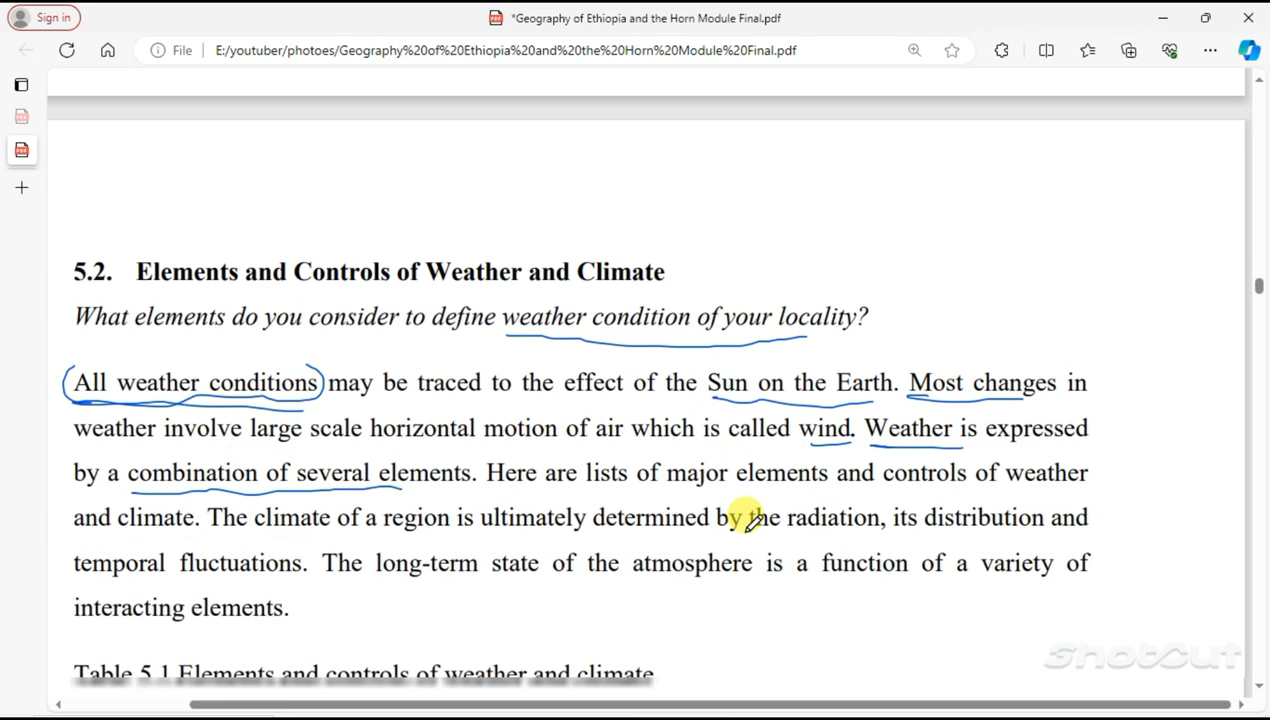 Sign in
*Geography of Ethiopia and the Horn Module Final.pdf
File E:/youtuber/photoes/Geography%20of%20Ethiopia%20and%20the%20Horn%20Module%20Final.pdf
5.2. Elements and Controls of Weather and Climate
What elements do you consider to define weather condition of your locality?
All weather conditions may be traced to the effect of the Sun on the Earth. Most changes in
weather involve large scale horizontal motion of air which is called wind. Weather is expressed
by a combination of several elements. Here are lists of major elements and controls of weather
and climate. The climate of a region is ultimately determined by the radiation, its distribution and
temporal fluctuations. The long-term state of the atmosphere is a function of a variety of
interacting elements.
Table 5.1 Elements and controls of weather and climate
Shotcut